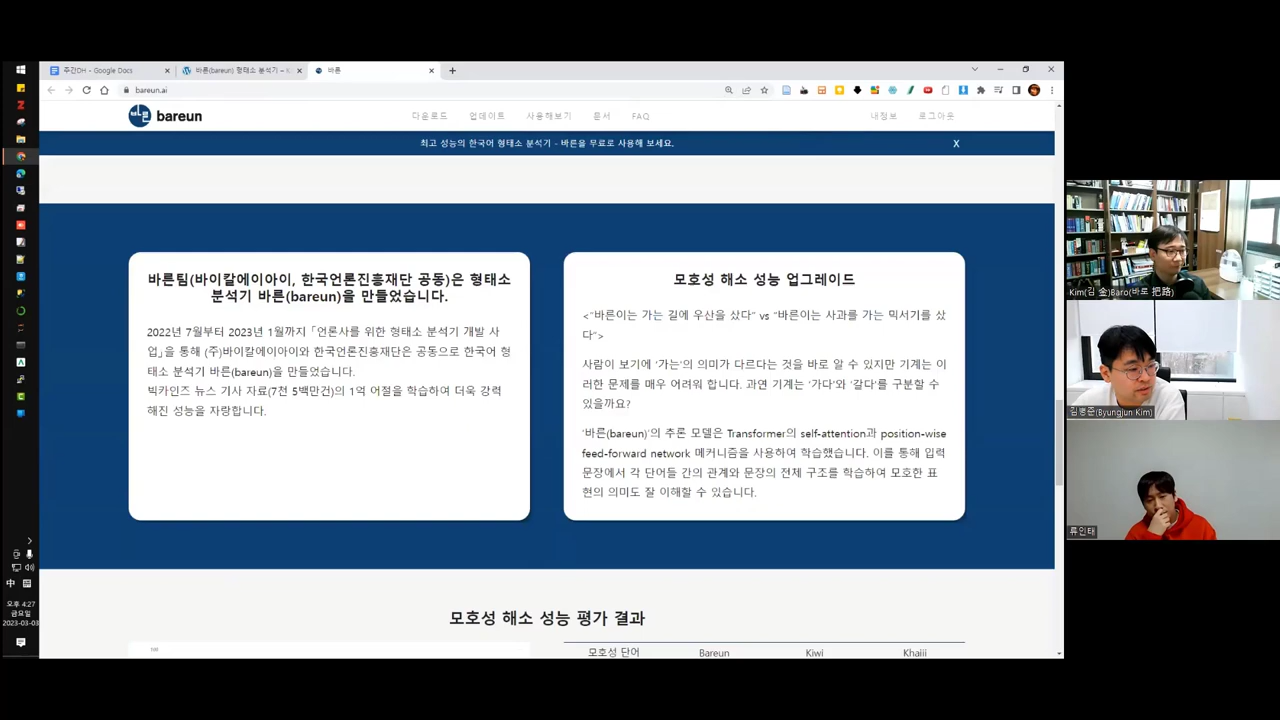 주간DH - Google Docs
바른(bareun) 형태소 분석기 –
바른
bareun.ai
바른 bareun
다운로드 업데이트 사용해보기 문서 FAQ 내정보 로그아웃
최고 성능의 한국어 형태소 분석기 - 바른을 무료로 사용해 보세요. X
바른팀(바이칼에이아이, 한국언론진흥재단 공동)은 형태소
분석기 바른(bareun)을 만들었습니다.
2022년 7월부터 2023년 1월까지 「언론사를 위한 형태소 분석기 개발 사
업」을 통해 (주)바이칼에이아이와 한국언론진흥재단은 공동으로 한국어 형
태소 분석기 바른(bareun)을 만들었습니다.
빅카인즈 뉴스 기사 자료(7천 5백만건)의 1억 어절을 학습하여 더욱 강력
해진 성능을 자랑합니다.
모호성 해소 성능 업그레이드
<“바른이는 가는 길에 우산을 샀다” vs “바른이는 사과를 가는 믹서기를 샀
다”>
사람이 보기에 ‘가는’의 의미가 다르다는 것을 바로 알 수 있지만 기계는 이
러한 문제를 매우 어려워 합니다. 과연 기계는 ‘가다’와 ‘갈다’를 구분할 수
있을까요?
‘바른(bareun)’의 추론 모델은 Transformer의 self-attention과 position-wise
feed-forward network 메커니즘을 사용하여 학습했습니다. 이를 통해 입력
문장에서 각 단어들 간의 관계와 문장의 전체 구조를 학습하여 모호한 표
현의 의미도 잘 이해할 수 있습니다.
모호성 해소 성능 평가 결과
모호성 단어 Bareun Kiwi Khaiii
中
오후 4:27
금요일
2023-03-03
Kim(김 金)Baro(바로 把路)
김병준(Byungjun Kim)
류인태